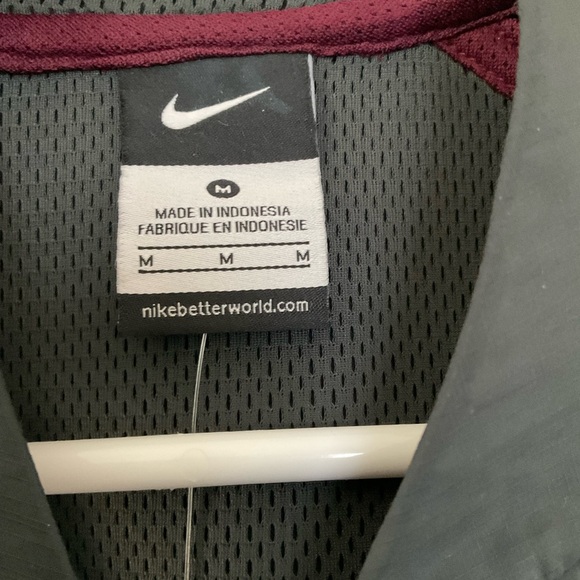 M
MADE IN INDONESIA
FABRIQUE EN INDONESIE
M M M
nikebetterworld.com